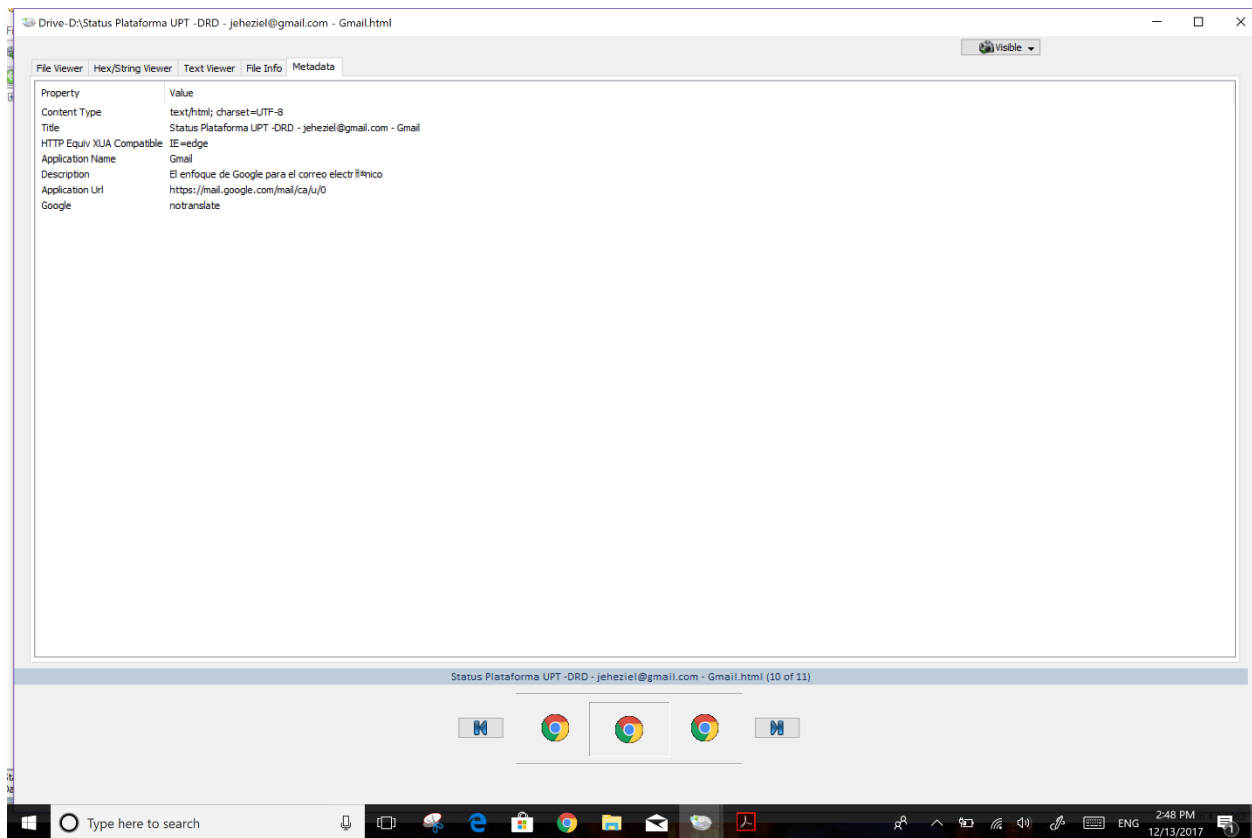 Drive-D:\Status Plataforma UPT -DRD - jeheziel@gmail.com - Gmail.html
Visible
File Viewer Hex/String Viewer Text Viewer File Info Metadata
Property Value
Content Type text/html; charset=UTF-8
Title Status Plataforma UPT -DRD - jeheziel@gmail.com - Gmail
HTTP Equiv XUA Compatible IE=edge
Application Name Gmail
Description El enfoque de Google para el correo
Application Url https://mail.google.com/mail/ca/u/0
Google notranslate
Status Plataforma UPT -DRD - jeheziel@gmail.com - Gmail.html (10 of 11)
Type here to search
ENG
2:48 PM
12/13/2017
1